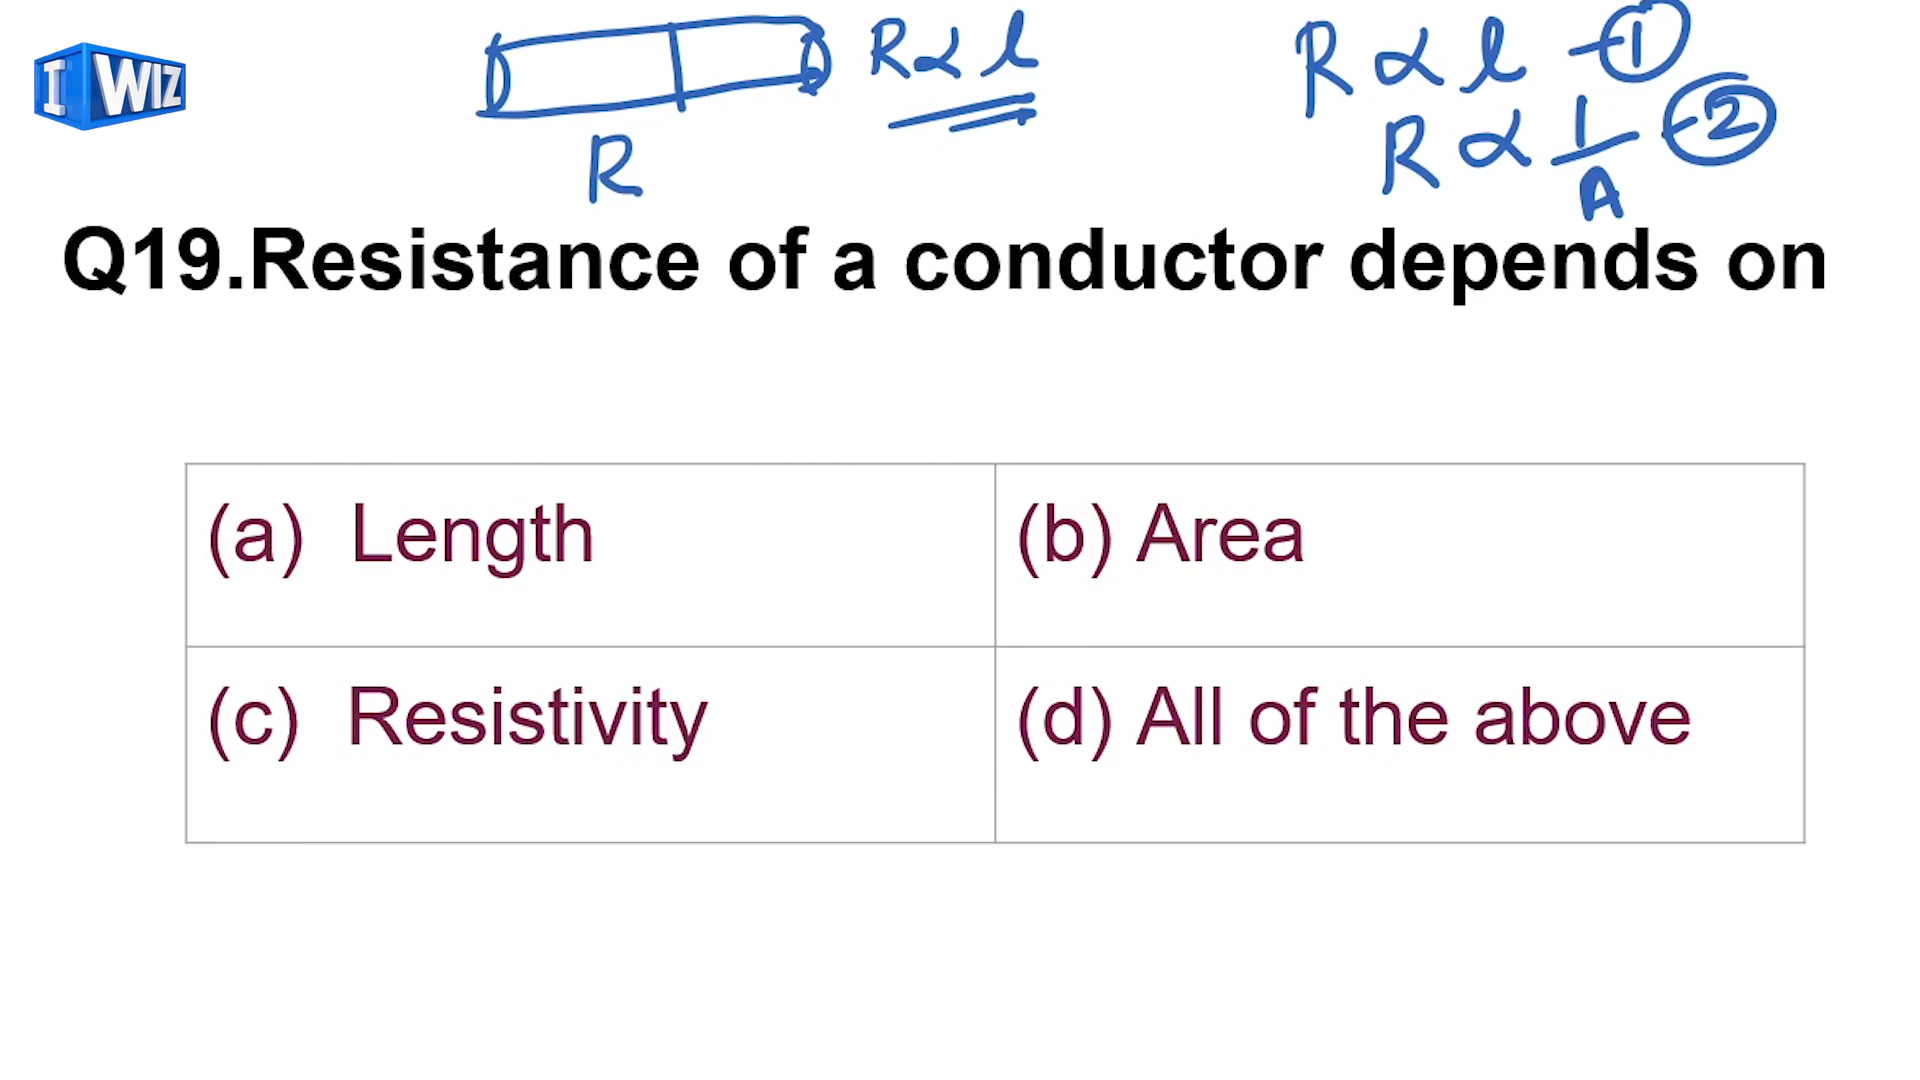 I WIZ
R ∝ l
R ∝ l -①
R ∝ 1/A -②
R
Q19.Resistance of a conductor depends on
(a) Length
(b) Area
(c) Resistivity
(d) All of the above